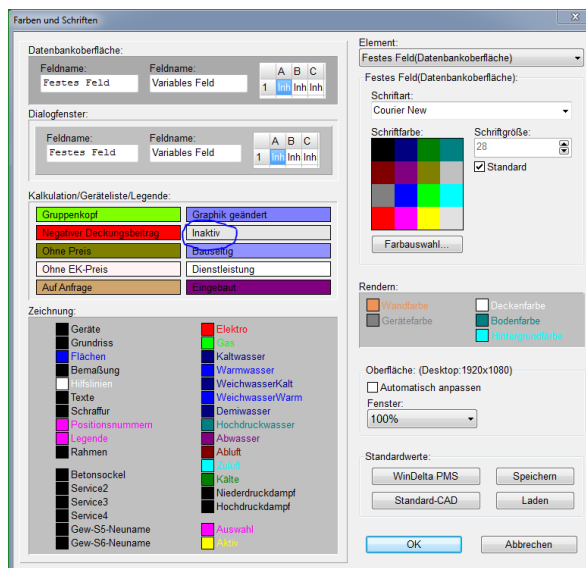 Farben und Schriften
Datenbankoberfläche:
Feldname:
Festes Feld
Feldname:
Variables Feld
A B C
1 Inh Inh Inh
Dialogfenster:
Feldname:
Festes Feld
Feldname:
Variables Feld
A B C
1 Inh Inh Inh
Kalkulation/Geräteliste/Legende:
Gruppenkopf
Graphik geändert
Negativer Deckungsbeitrag
Inaktiv
Ohne Preis
Bauseitig
Ohne EK-Preis
Dienstleistung
Auf Anfrage
Eingebaut
Zeichnung:
Geräte
Grundriss
Flächen
Bemaßung
Hilfslinien
Texte
Schraffur
Positionsnummern
Legende
Rahmen
Betonsockel
Service2
Service3
Service4
Gew-S5-Neuname
Gew-S6-Neuname
Elektro
Gas
Kaltwasser
Warmwasser
WeichwasserKalt
WeichwasserWarm
Demiwasser
Hochdruckwasser
Abwasser
Abluft
Zuluft
Kälte
Niederdruckdampf
Hochdruckdampf
Auswahl
Aktiv
Element:
Festes Feld(Datenbankoberfläche)
Festes Feld(Datenbankoberfläche):
Schriftart:
Courier New
Schriftfarbe:
Schriftgröße:
28
Standard
Farbauswahl...
Rendern:
Wandfarbe
Deckenfarbe
Gerätefarbe
Bodenfarbe
Hintergrundfarbe
Oberfläche: (Desktop:1920x1080)
Automatisch anpassen
Fenster:
100%
Standardwerte:
WinDelta PMS
Speichern
Standard-CAD
Laden
OK
Abbrechen